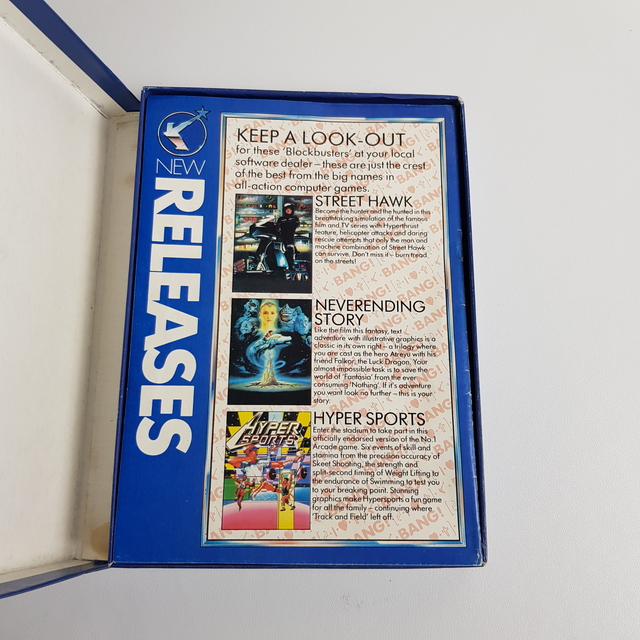 NEW
RELEASES
KEEP A LOOK-OUT
for these 'Blockbusters' at your local
software dealer – these are just the crest
of the best from the big names in
all-action computer games.
STREET HAWK
Become the hunter and the hunted in this
breathtaking simulation of the famous
film and TV series with Hyperthrust
feature, helicopter attacks and daring
rescue attempts that only the man and
machine combination of Street Hawk
can survive. Don't miss it – burn tread
on the streets!
NEVERENDING
STORY
Like the film this fantasy, text
adventure with illustrative graphics is a
classic in its own right – a trilogy where
you are cast as the hero Atreyu with his
friend Falkor, the Luck Dragon. Your
almost impossible task is to save the
world of 'Fantasia' from the ever
consuming 'Nothing'. If it's adventure
you want look no further – this is your
story.
HYPER
SPORTS
HYPER SPORTS
Enter the stadium to take part in this
officially endorsed version of the No.1
Arcade game. Six events of skill and
stamina from the precision accuracy of
Skeet Shooting, the strength and
split-second timing of Weight Lifting to
the endurance of Swimming to test you
to your breaking point. Stunning
graphics make Hypersports a fun game
for all the family – continuing where
'Track and Field' left off.
BANG!